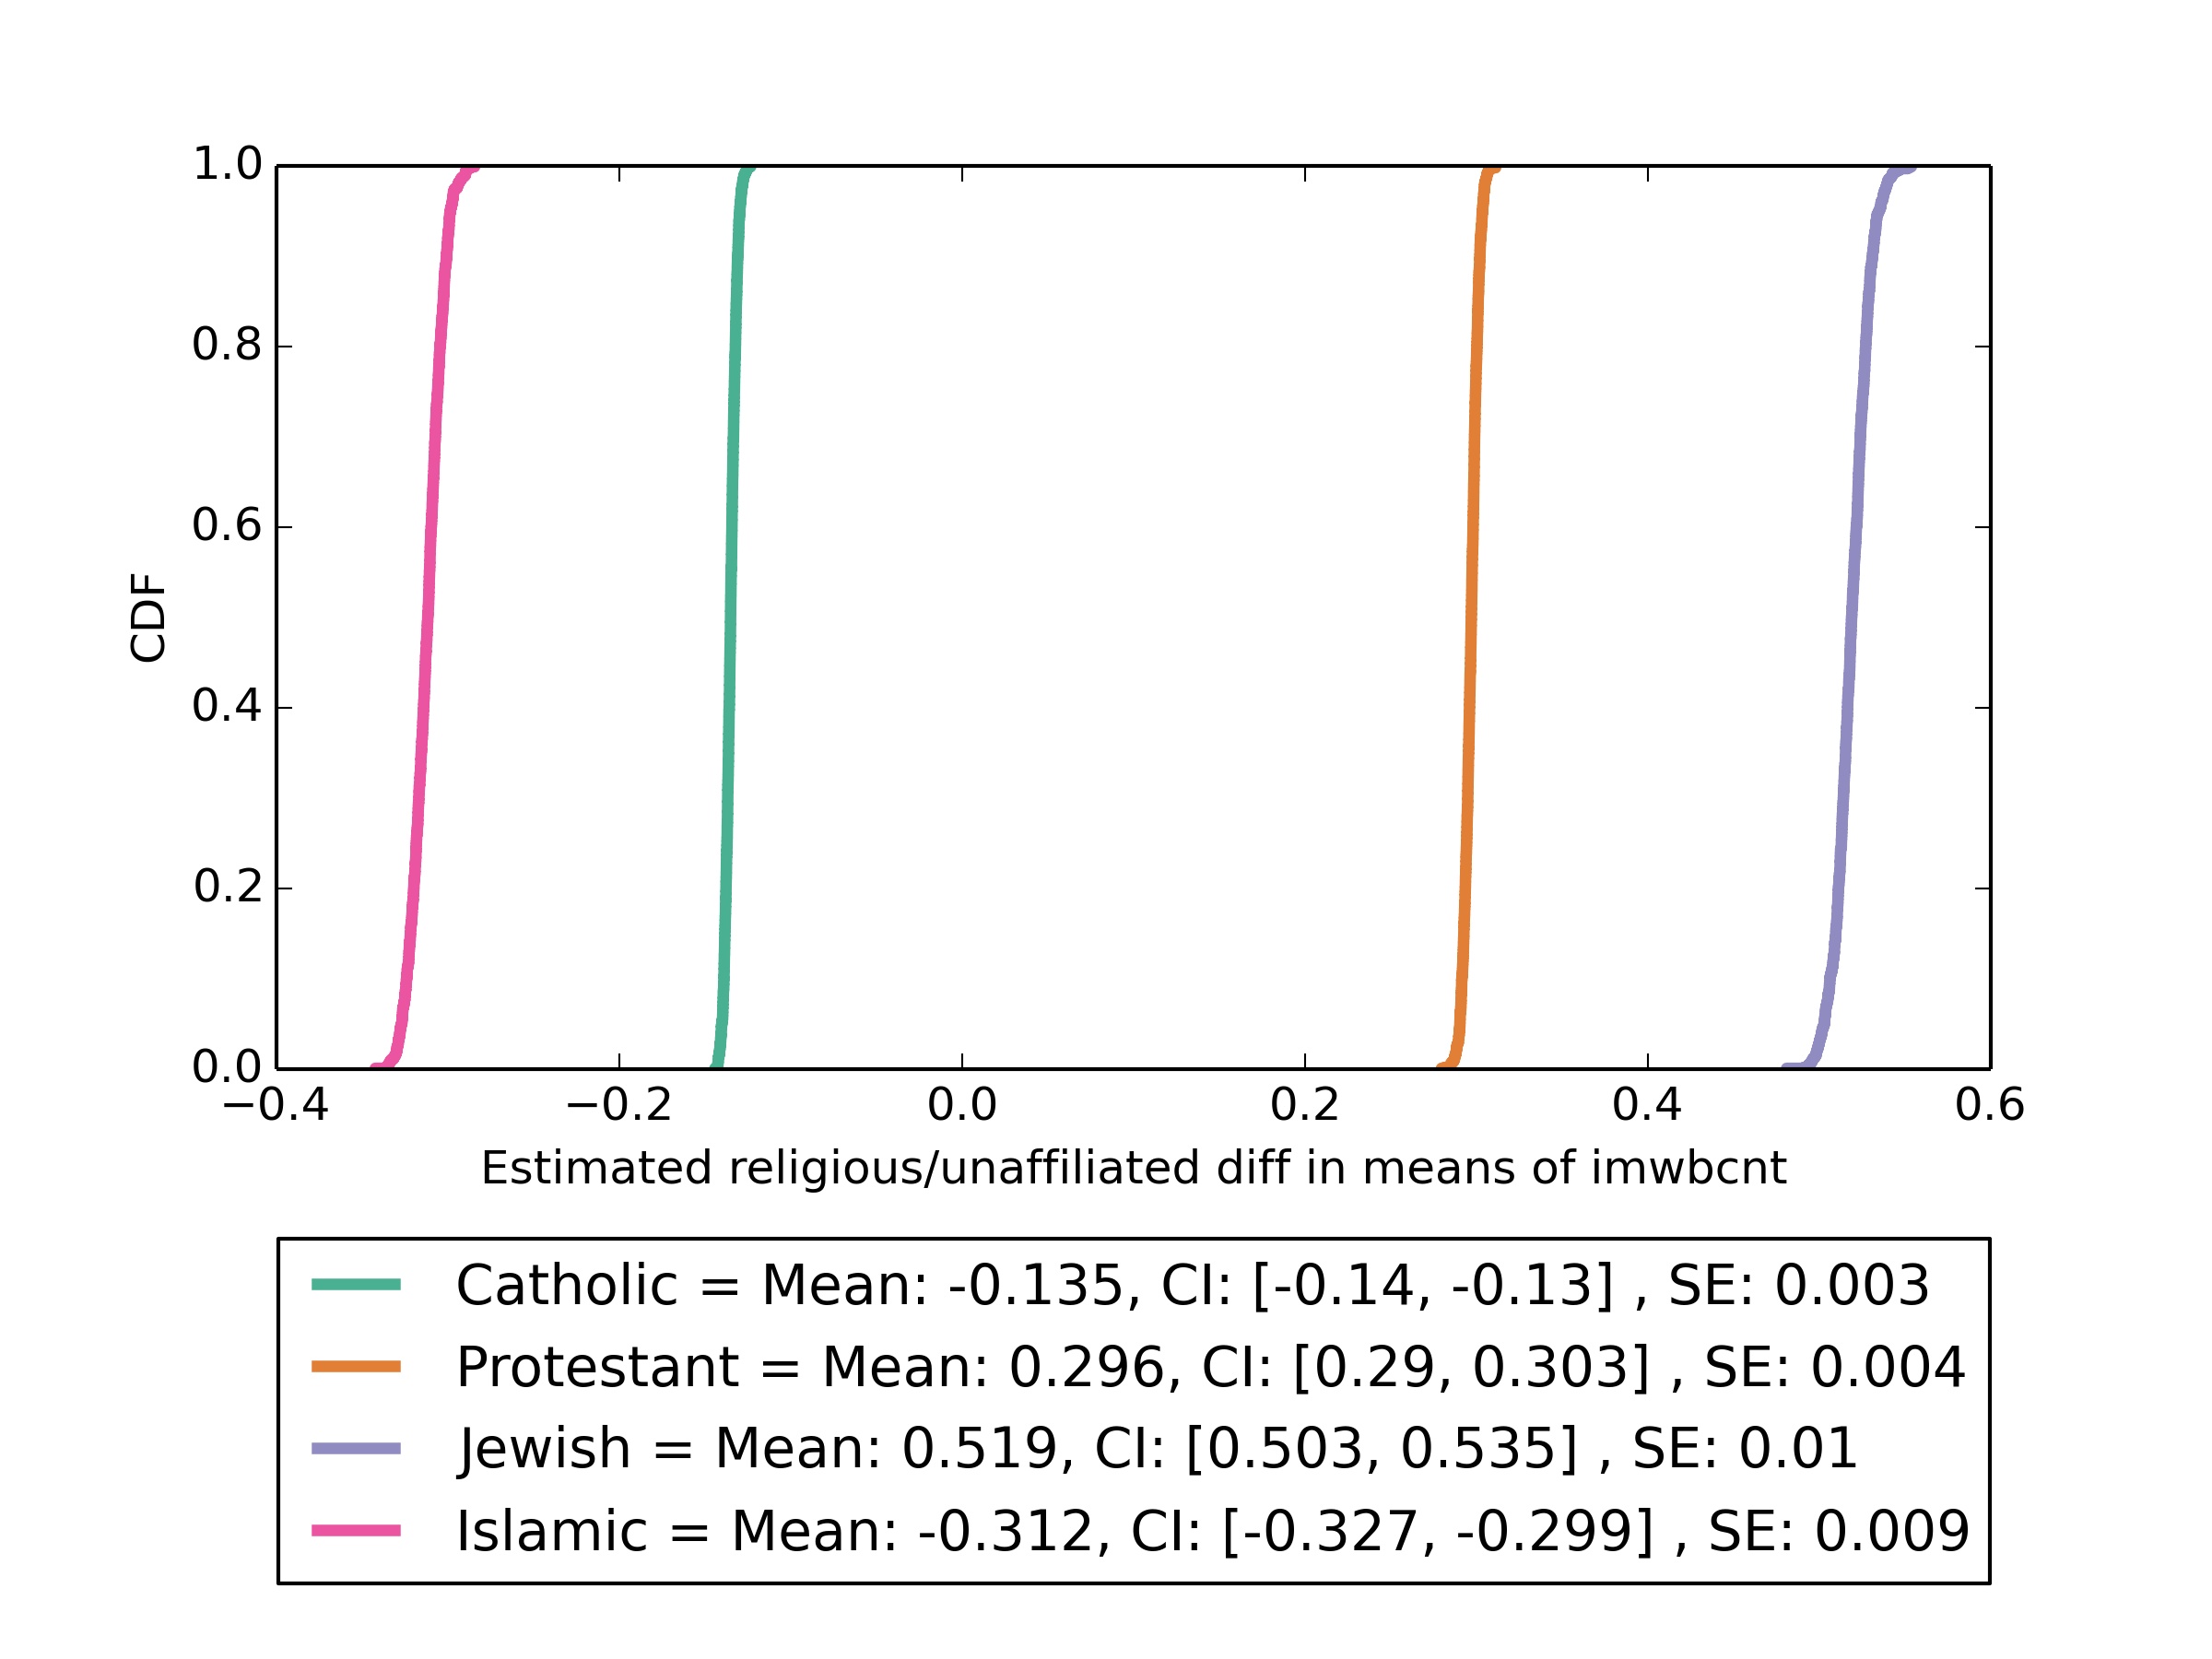 1.0
0.8
0.6
0.4
0.2
0.0
CDF
−0.4 −0.2 0.0 0.2 0.4 0.6
Estimated religious/unaffiliated diff in means of imwbcnt
Catholic = Mean: -0.135, CI: [-0.14, -0.13] , SE: 0.003
Protestant = Mean: 0.296, CI: [0.29, 0.303] , SE: 0.004
Jewish = Mean: 0.519, CI: [0.503, 0.535] , SE: 0.01
Islamic = Mean: -0.312, CI: [-0.327, -0.299] , SE: 0.009